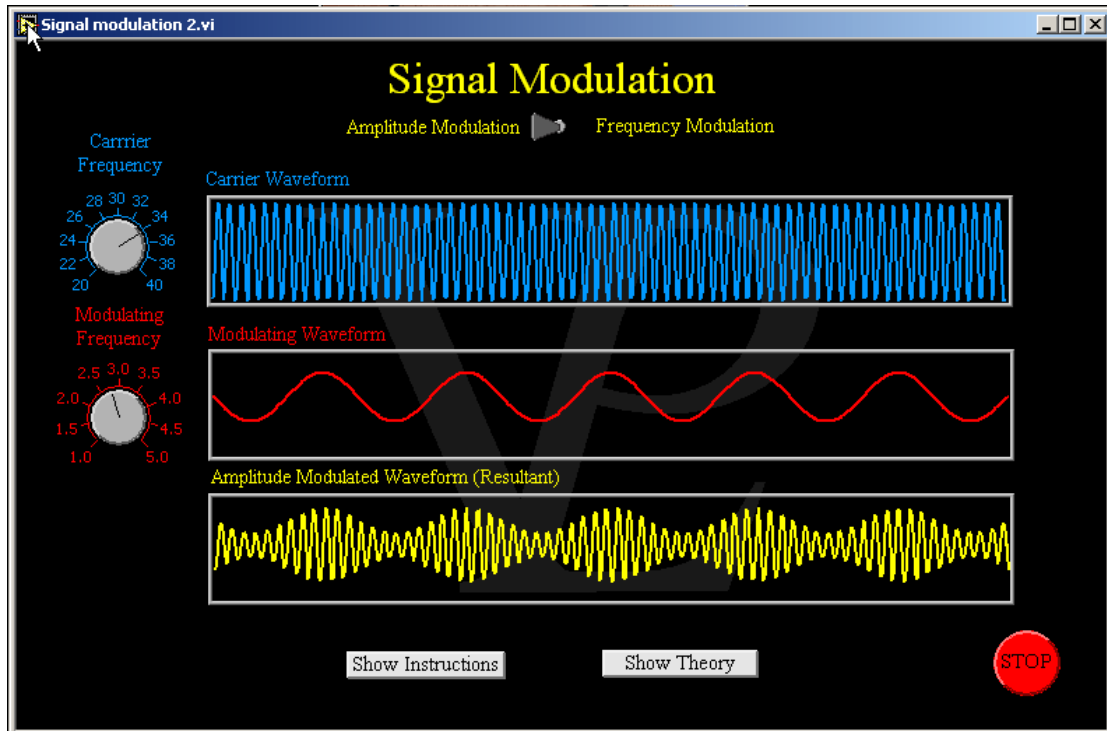 Signal modulation 2.vi
Signal Modulation
Amplitude Modulation
Frequency Modulation
Carrrier
Frequency
20
22
24
26
28
30
32
34
36
38
40
Carrier Waveform
Modulating
Frequency
1.0
1.5
2.0
2.5
3.0
3.5
4.0
4.5
5.0
Modulating Waveform
Amplitude Modulated Waveform (Resultant)
Show Instructions
Show Theory
STOP